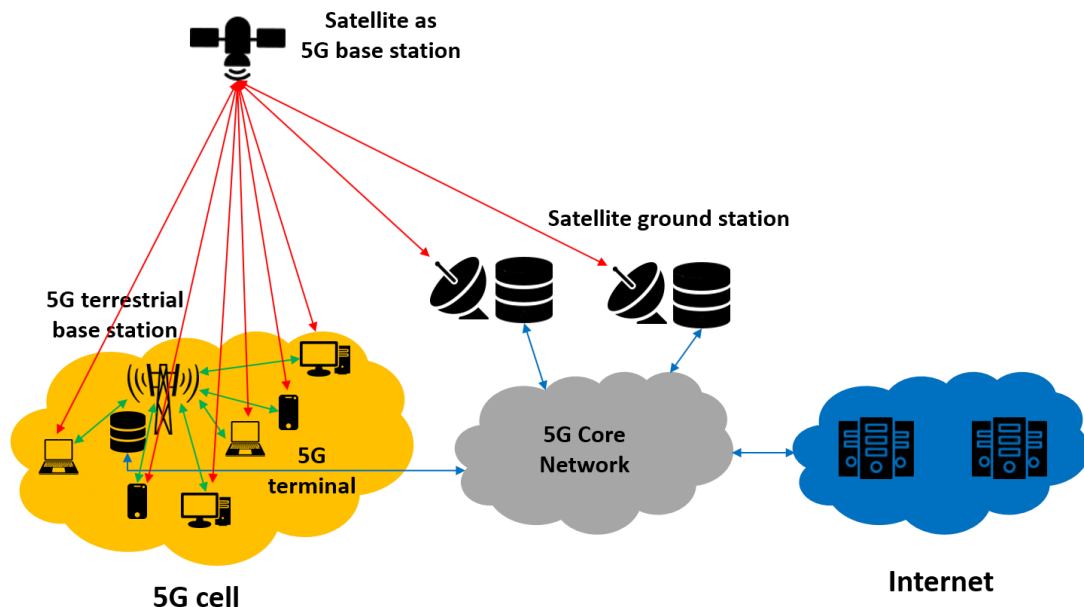 Satellite as
5G base station
Satellite ground station
5G terrestrial
base station
5G
terminal
5G Core
Network
5G cell
Internet